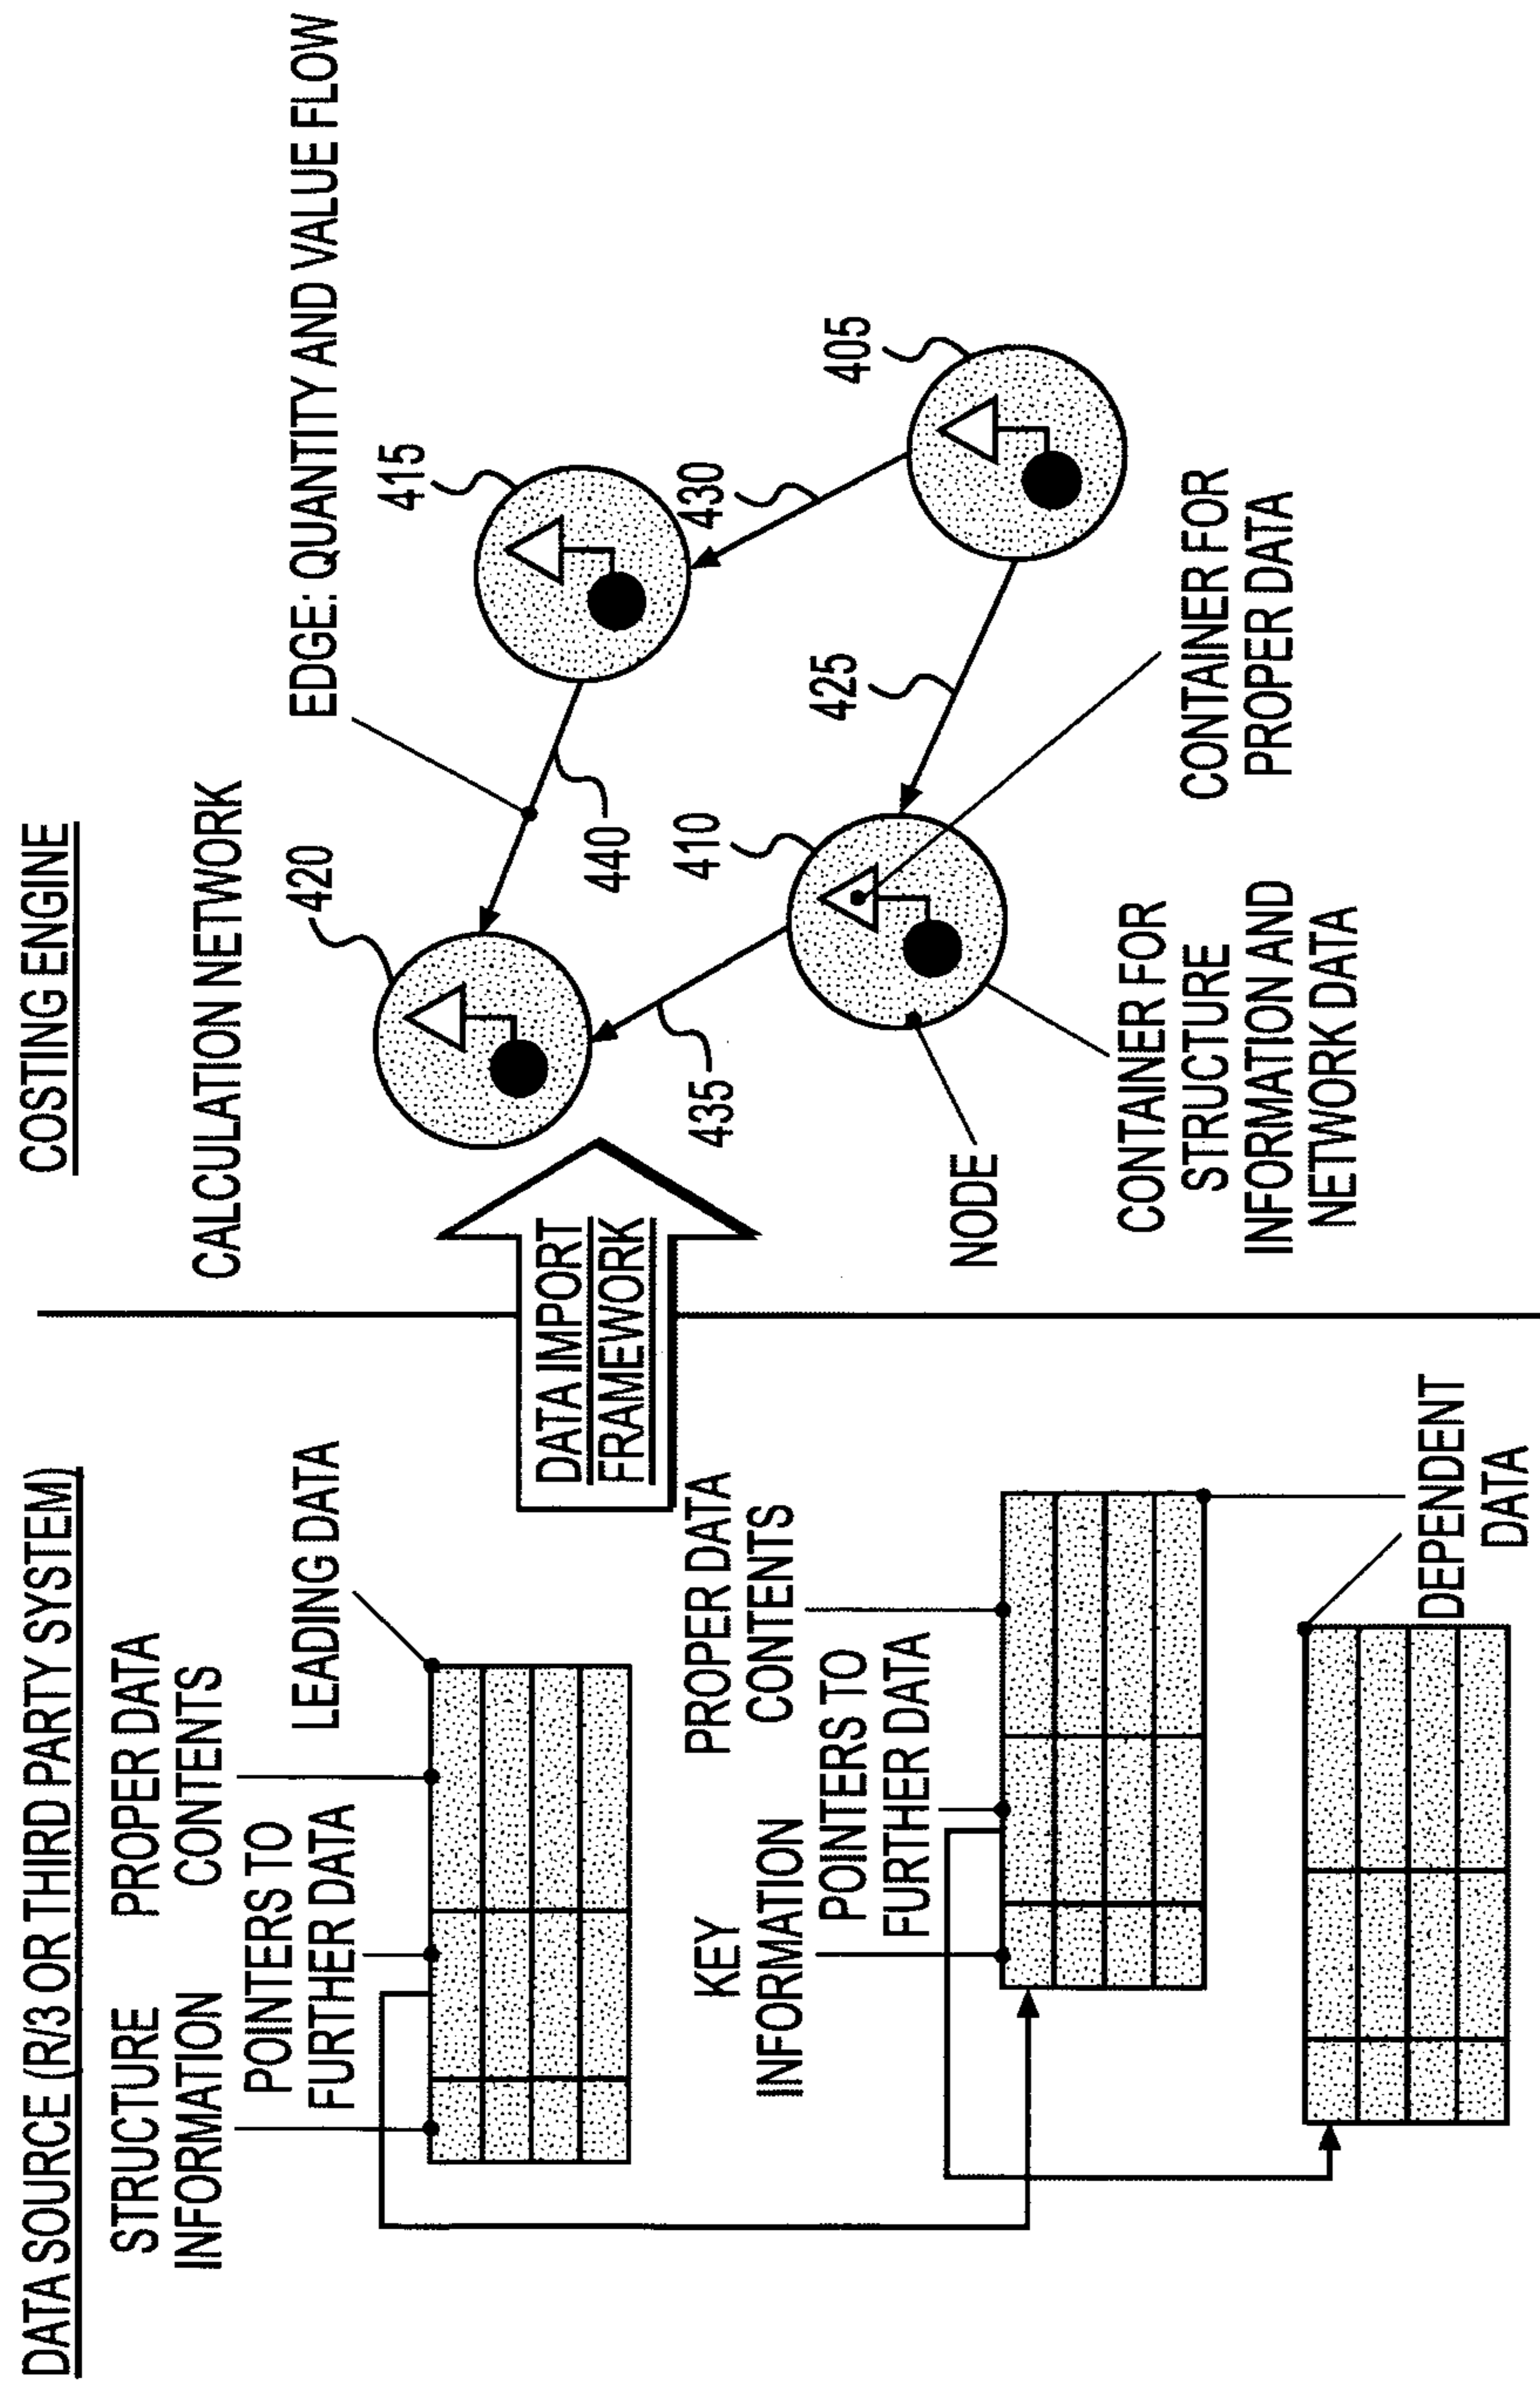 DATA SOURCE (R/3 OR THIRD PARTY SYSTEM)
STRUCTURE
INFORMATION
PROPER DATA
CONTENTS
POINTERS TO
FURTHER DATA
LEADING DATA
KEY
INFORMATION
POINTERS TO
FURTHER DATA
PROPER DATA
CONTENTS
DEPENDENT
DATA
DATA IMPORT
FRAMEWORK
COSTING ENGINE
CALCULATION NETWORK
EDGE: QUANTITY AND VALUE FLOW
420
415
440
430
405
410
425
435
NODE
CONTAINER FOR
STRUCTURE
INFORMATION AND
NETWORK DATA
CONTAINER FOR
PROPER DATA